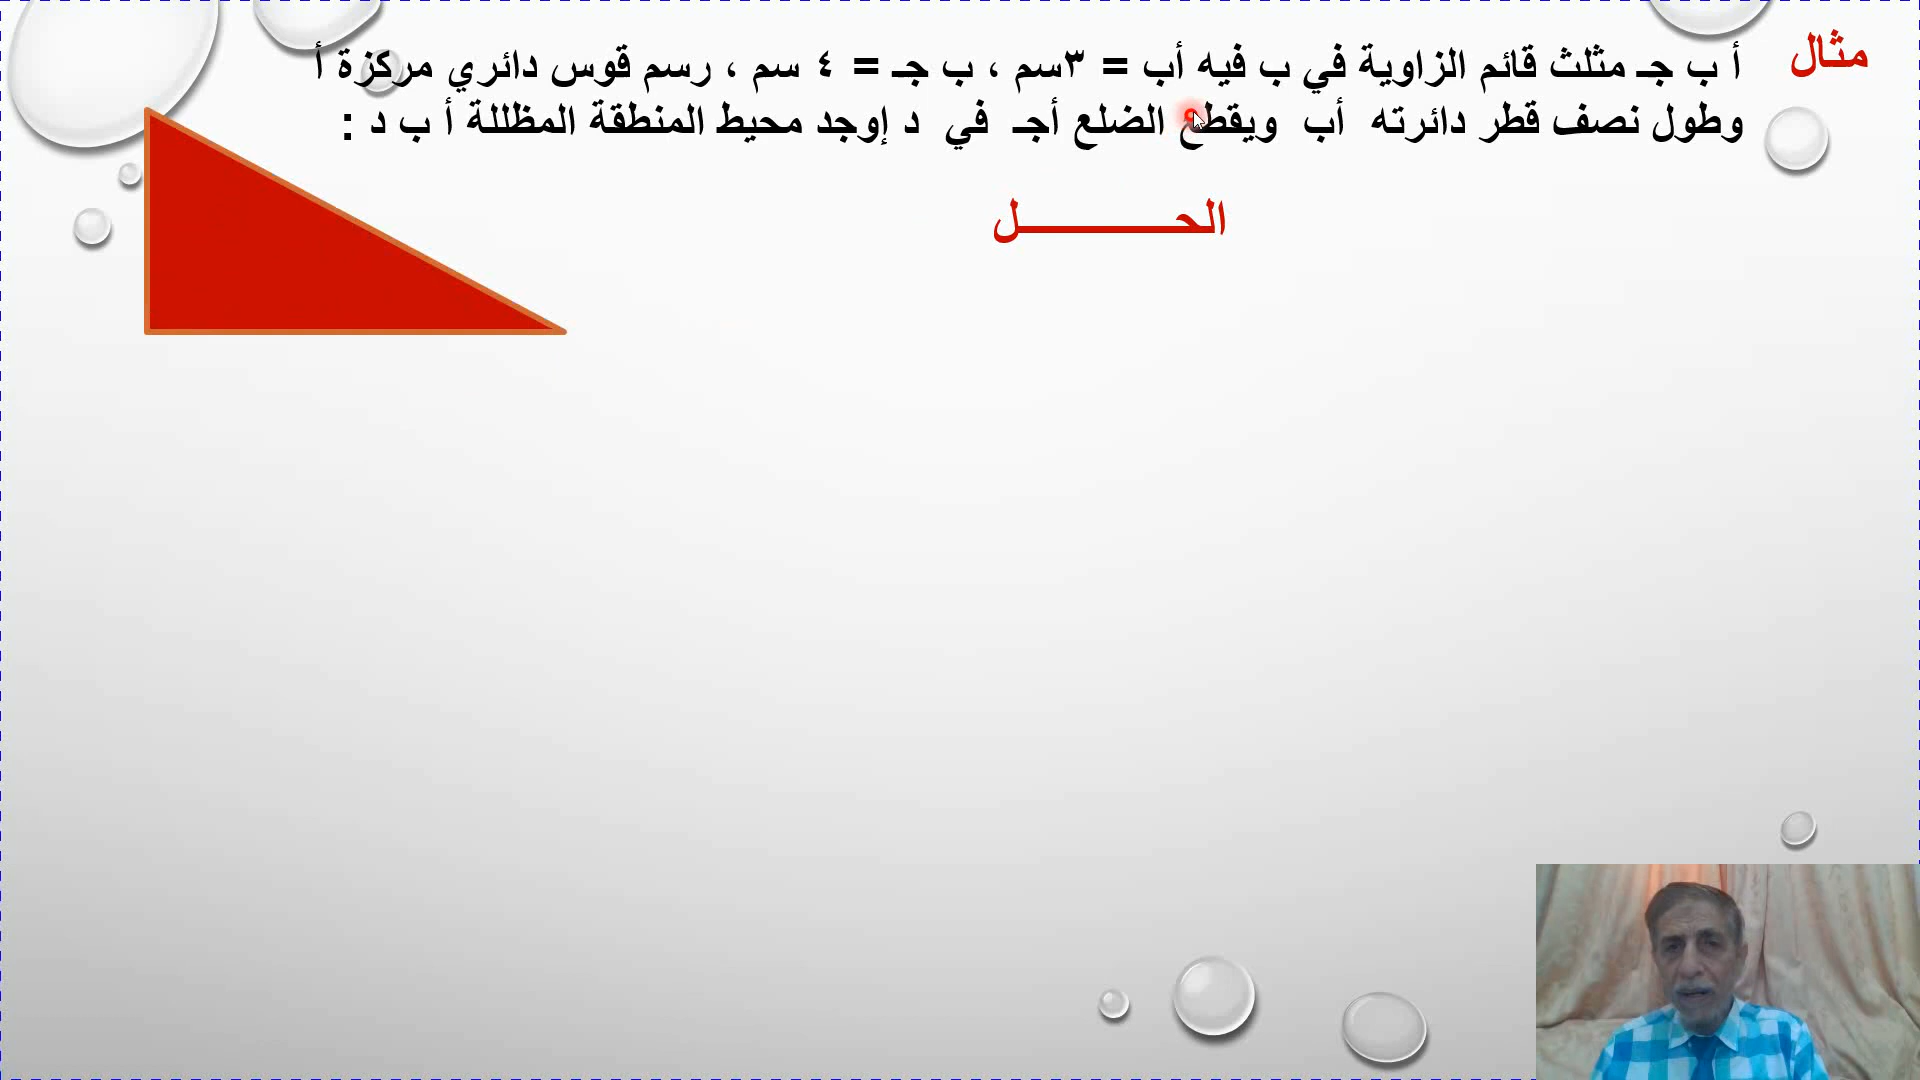 مثال
أ ب جـ مثلث قائم الزاوية في ب فيه أب = ٣سم ، ب جـ = ٤ سم ، رسم قوس دائري مركزة أ
وطول نصف قطر دائرته أب ويقطع الضلع أجـ في د إوجد محيط المنطقة المظللة أ ب د :
الحـــــــــــــل